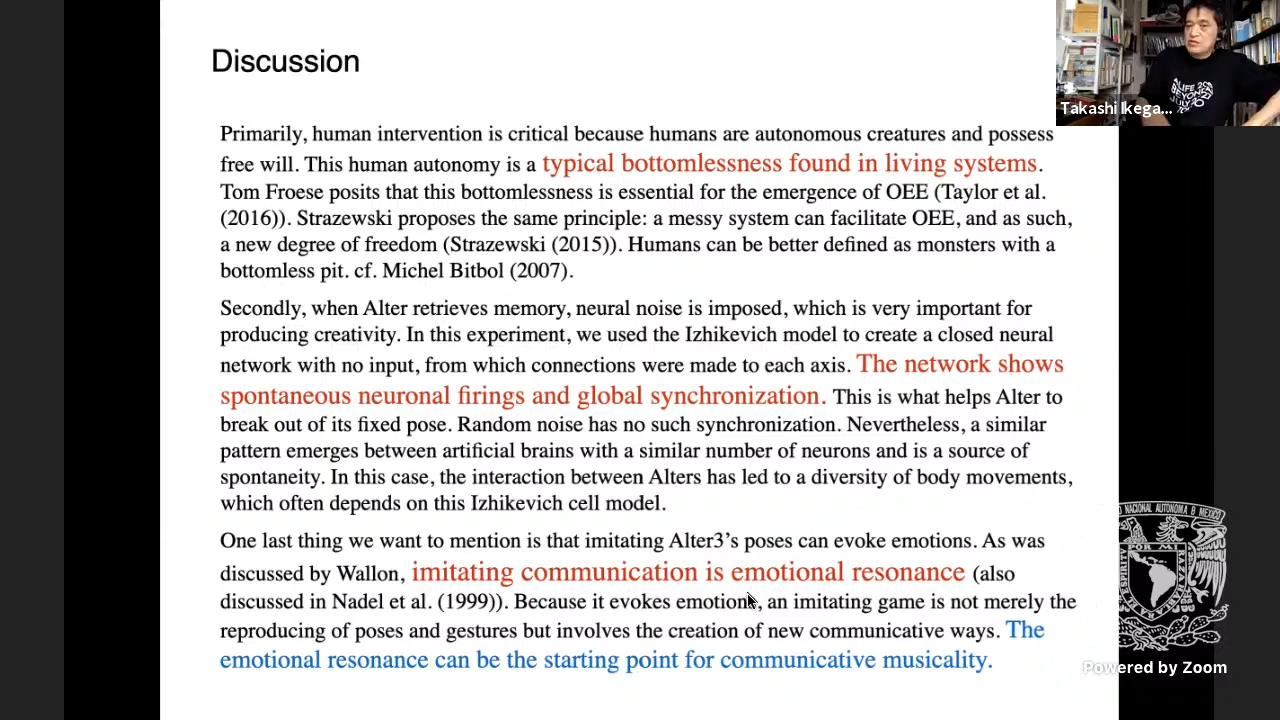 Discussion
Takashi Ikega...
Primarily, human intervention is critical because humans are autonomous creatures and possess
free will. This human autonomy is a typical bottomlessness found in living systems.
Tom Froese posits that this bottomlessness is essential for the emergence of OEE (Taylor et al.
(2016)). Strazewski proposes the same principle: a messy system can facilitate OEE, and as such,
a new degree of freedom (Strazewski (2015)). Humans can be better defined as monsters with a
bottomless pit. cf. Michel Bitbol (2007).
Secondly, when Alter retrieves memory, neural noise is imposed, which is very important for
producing creativity. In this experiment, we used the Izhikevich model to create a closed neural
network with no input, from which connections were made to each axis. The network shows
spontaneous neuronal firings and global synchronization. This is what helps Alter to
break out of its fixed pose. Random noise has no such synchronization. Nevertheless, a similar
pattern emerges between artificial brains with a similar number of neurons and is a source of
spontaneity. In this case, the interaction between Alters has led to a diversity of body movements,
which often depends on this Izhikevich cell model.
One last thing we want to mention is that imitating Alter3's poses can evoke emotions. As was
discussed by Wallon, imitating communication is emotional resonance (also
discussed in Nadel et al. (1999)). Because it evokes emotions, an imitating game is not merely the
reproducing of poses and gestures but involves the creation of new communicative ways. The
emotional resonance can be the starting point for communicative musicality.
Powered by Zoom